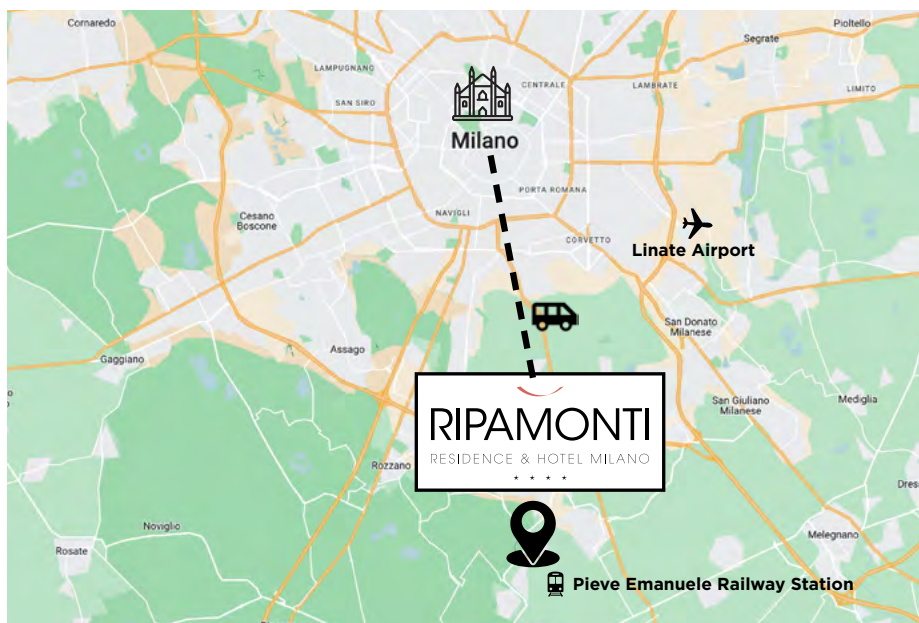 Cornaredo
Pioltello
Segrate
LAMPUGNANO
CENTRALE
LAMBRATE
LIMITO
SAN SIRO
Milano
PORTA ROMANA
NAVIGLI
Cesano
Boscone
CORVETTO
Linate Airport
San Donato
Milanese
Assago
Gaggiano
RIPAMONTI
RESIDENCE & HOTEL MILANO
San Giuliano
Milanese
Mediglia
Rozzano
Dres
Noviglio
Melegnano
Rosate
Pieve Emanuele Railway Station